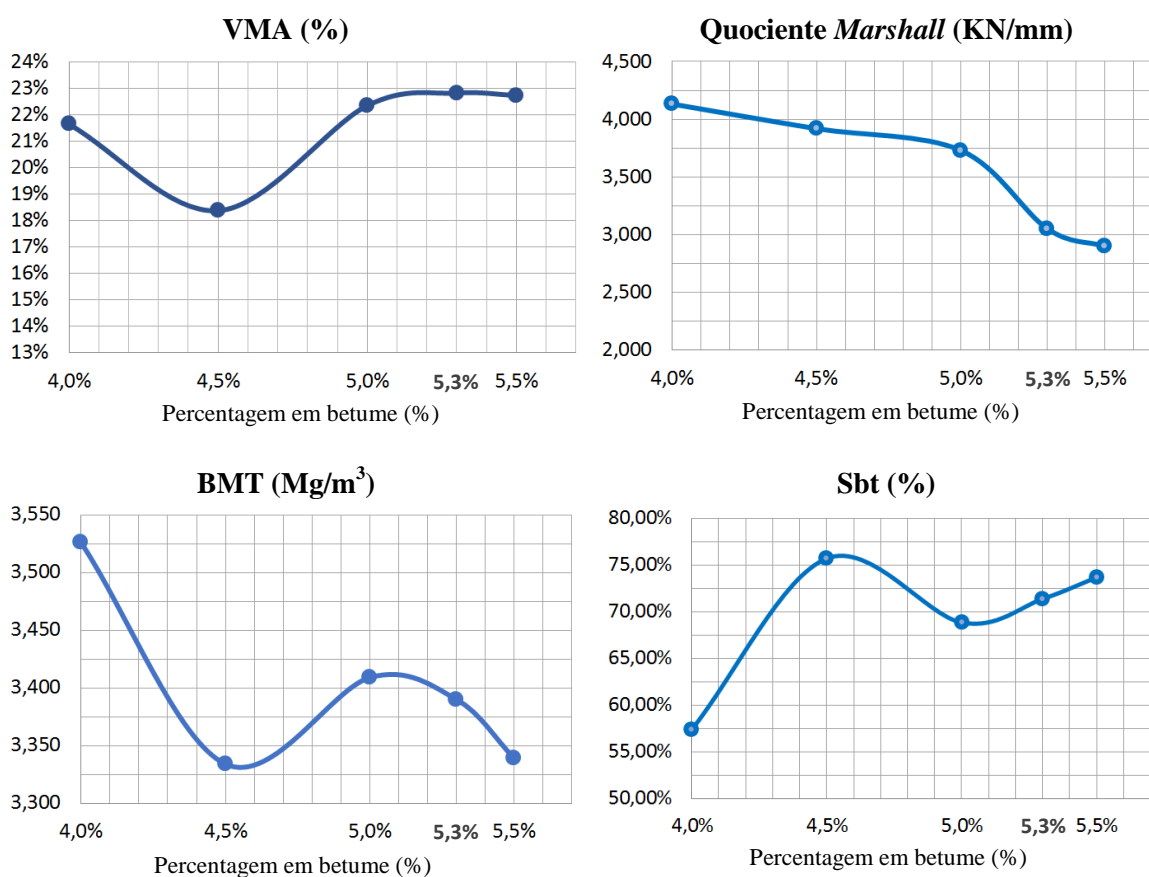 VMA (%)
24%
23%
22%
21%
20%
19%
18%
17%
16%
15%
14%
13%
4,0% 4,5% 5,0% 5,3% 5,5%
Percentagem em betume (%)
Quociente Marshall (KN/mm)
4,500
4,000
3,500
3,000
2,500
2,000
4,0% 4,5% 5,0% 5,3% 5,5%
Percentagem em betume (%)
BMT (Mg/m³)
3,550
3,500
3,450
3,400
3,350
3,300
4,0% 4,5% 5,0% 5,3% 5,5%
Percentagem em betume (%)
Sbt (%)
80,00%
75,00%
70,00%
65,00%
60,00%
55,00%
50,00%
4,0% 4,5% 5,0% 5,3% 5,5%
Percentagem em betume (%)